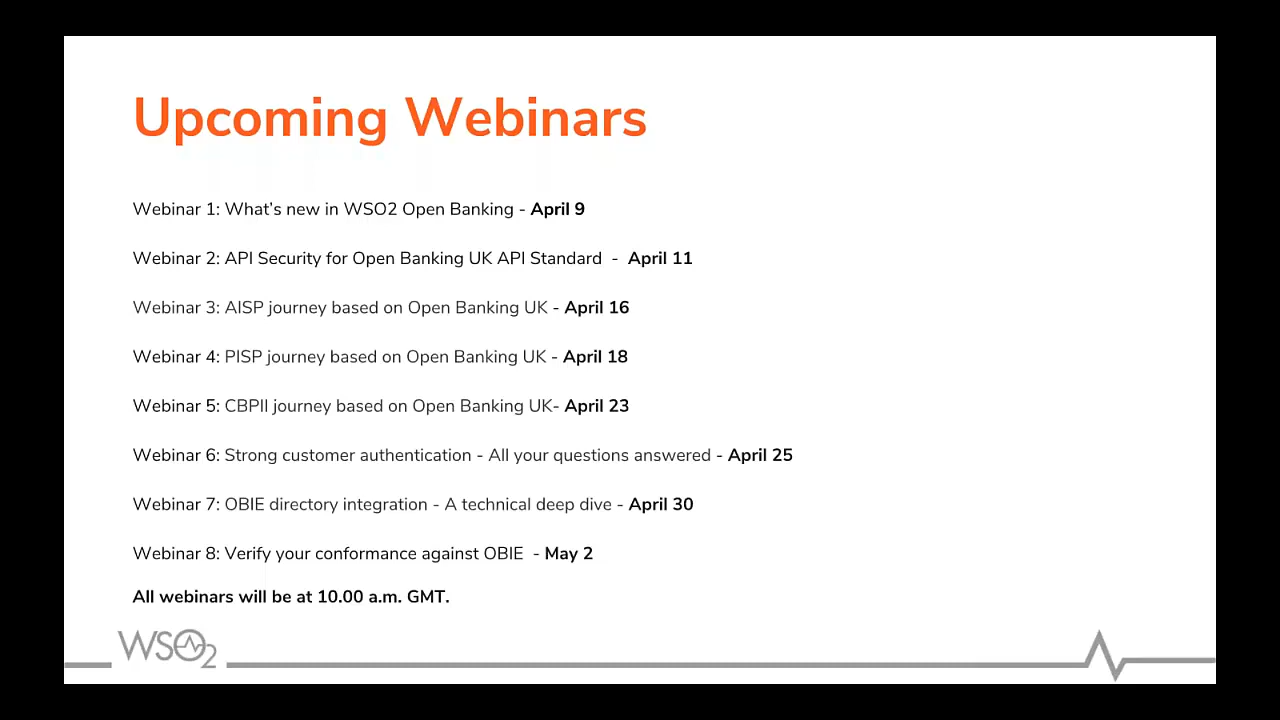 Upcoming Webinars
Webinar 1: What's new in WSO2 Open Banking - April 9
Webinar 2: API Security for Open Banking UK API Standard  -  April 11
Webinar 3: AISP journey based on Open Banking UK - April 16
Webinar 4: PISP journey based on Open Banking UK - April 18
Webinar 5: CBPII journey based on Open Banking UK- April 23
Webinar 6: Strong customer authentication - All your questions answered - April 25
Webinar 7: OBIE directory integration - A technical deep dive - April 30
Webinar 8: Verify your conformance against OBIE  - May 2
All webinars will be at 10.00 a.m. GMT.
WSO2